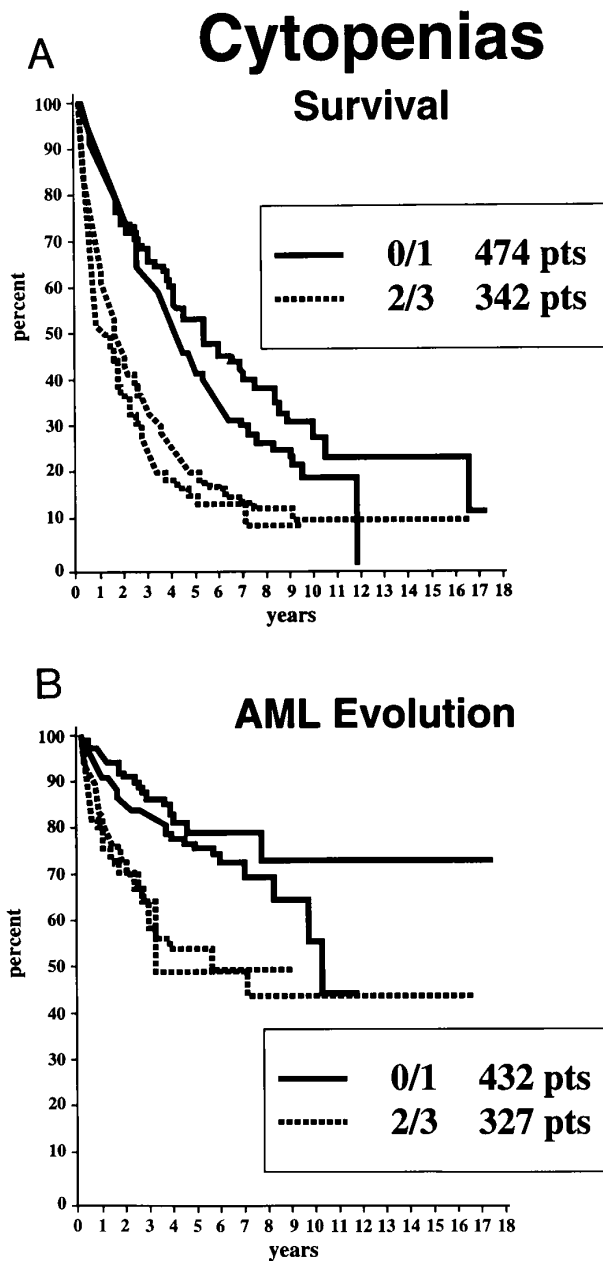 Cytopenias
A
Survival
100
90
80
70
60
50
40
30
20
10
0
percent
0/1 474 pts
2/3 342 pts
0 1 2 3 4 5 6 7 8 9 10 11 12 13 14 15 16 17 18
years
B
AML Evolution
100
90
80
70
60
50
40
30
20
10
0
percent
0/1 432 pts
2/3 327 pts
0 1 2 3 4 5 6 7 8 9 10 11 12 13 14 15 16 17 18
years